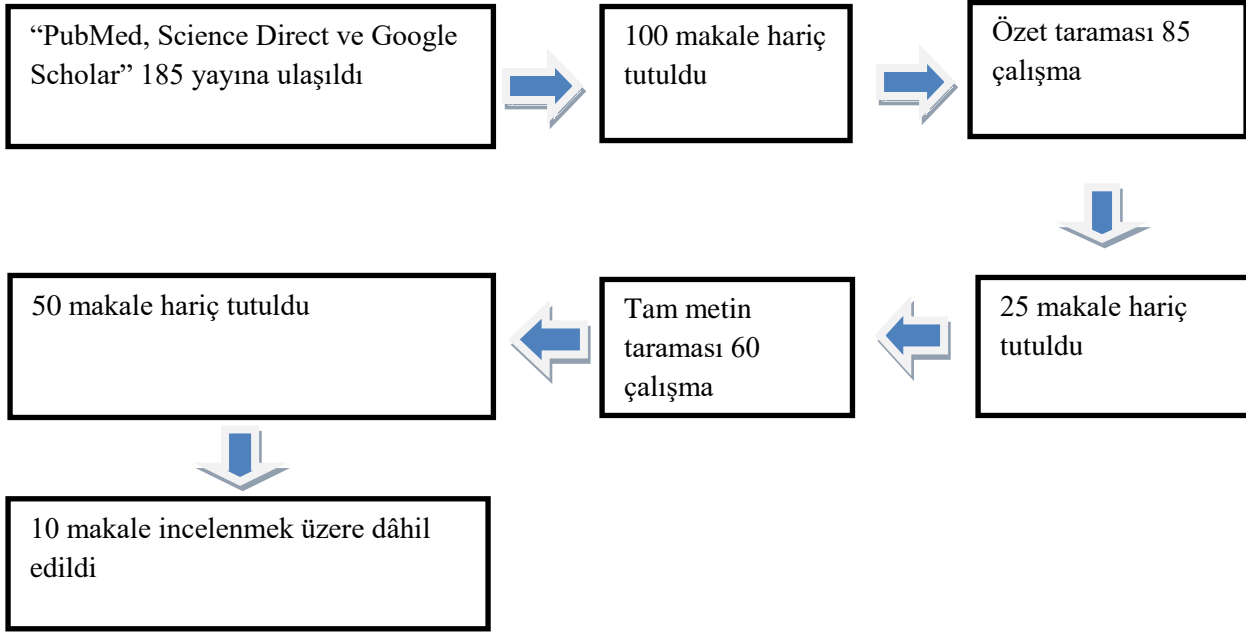 “PubMed, Science Direct ve Google
Scholar” 185 yayına ulaşıldı
100 makale hariç
tutuldu
Özet taraması 85
çalışma
25 makale hariç
tutuldu
Tam metin
taraması 60
çalışma
50 makale hariç tutuldu
10 makale incelenmek üzere dâhil
edildi